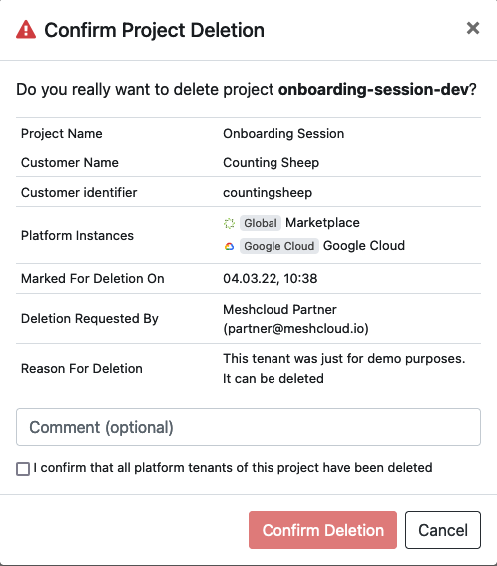 Confirm Project Deletion
Do you really want to delete project onboarding-session-dev?
Project Name Onboarding Session
Customer Name Counting Sheep
Customer identifier countingsheep
Platform Instances Global Marketplace
Google Cloud Google Cloud
Marked For Deletion On 04.03.22, 10:38
Deletion Requested By Meshcloud Partner
(partner@meshcloud.io)
Reason For Deletion This tenant was just for demo purposes.
It can be deleted
Comment (optional)
I confirm that all platform tenants of this project have been deleted
Confirm Deletion Cancel